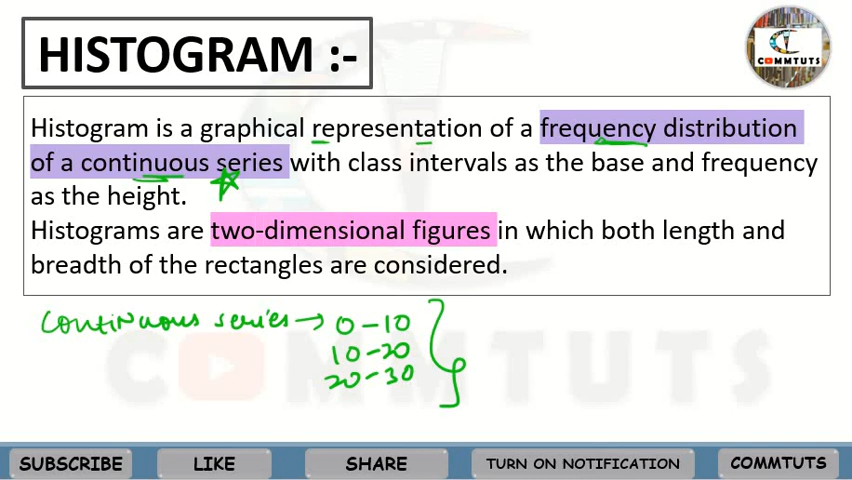 HISTOGRAM :-
COMMTUTS
Histogram is a graphical representation of a frequency distribution
of a continuous series with class intervals as the base and frequency
as the height.
Histograms are two-dimensional figures in which both length and
breadth of the rectangles are considered.
continuous series → 0-10
10-20
20-30
COMMTUTS
SUBSCRIBE LIKE SHARE TURN ON NOTIFICATION COMMTUTS